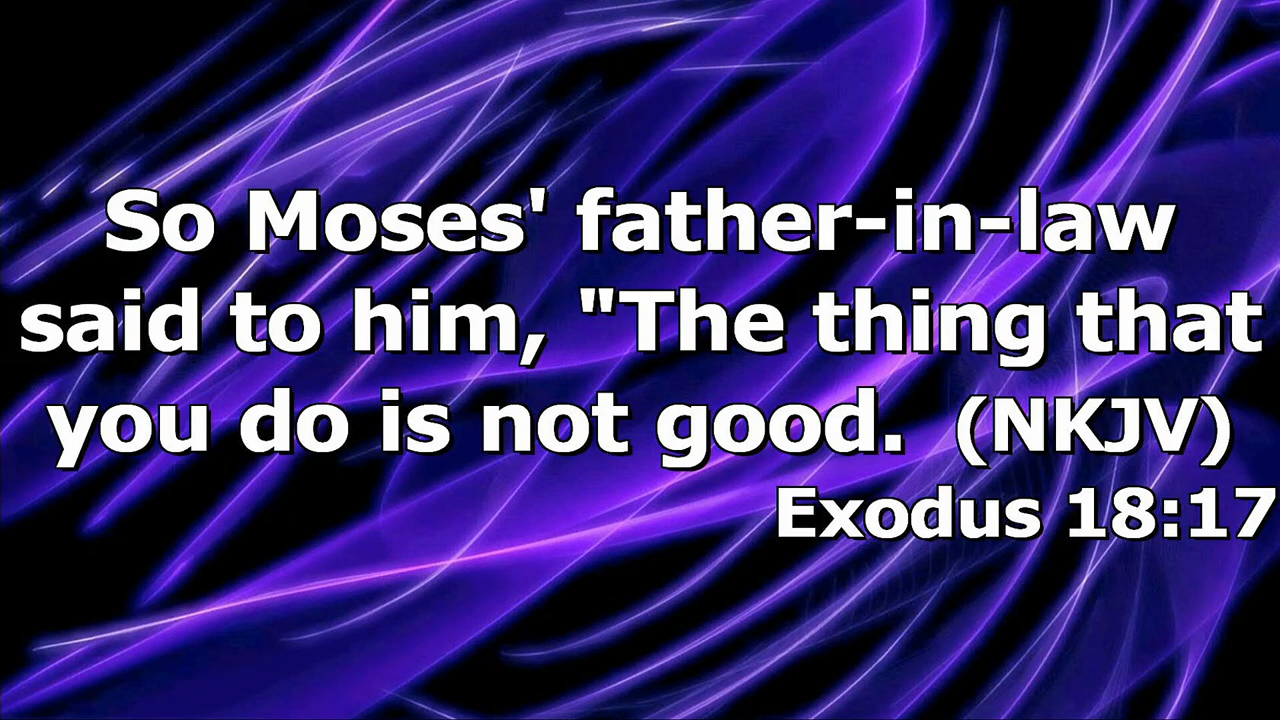 So Moses' father-in-law
said to him, "The thing that
you do is not good.  (NKJV)
Exodus 18:17